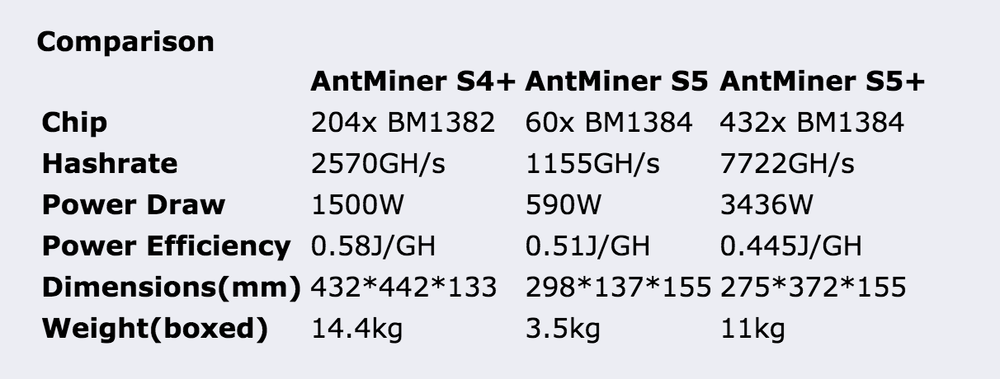 Comparison
AntMiner S4+ AntMiner S5 AntMiner S5+
Chip 204x BM1382 60x BM1384 432x BM1384
Hashrate 2570GH/s 1155GH/s 7722GH/s
Power Draw 1500W 590W 3436W
Power Efficiency 0.58J/GH 0.51J/GH 0.445J/GH
Dimensions(mm) 432*442*133 298*137*155 275*372*155
Weight(boxed) 14.4kg 3.5kg 11kg